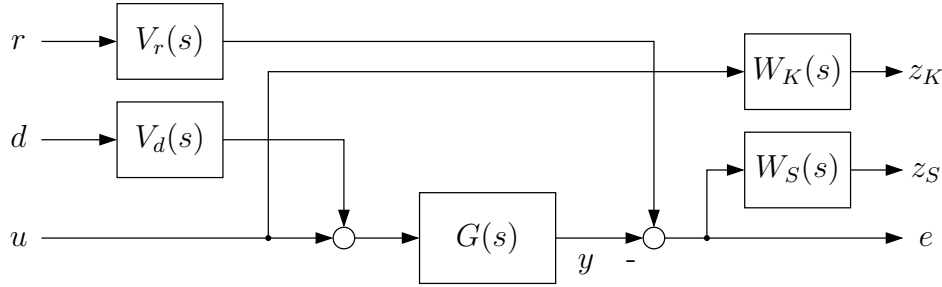 r V_r(s) W_K(s) z_K
d V_d(s) W_S(s) z_S
u G(s) e
y -